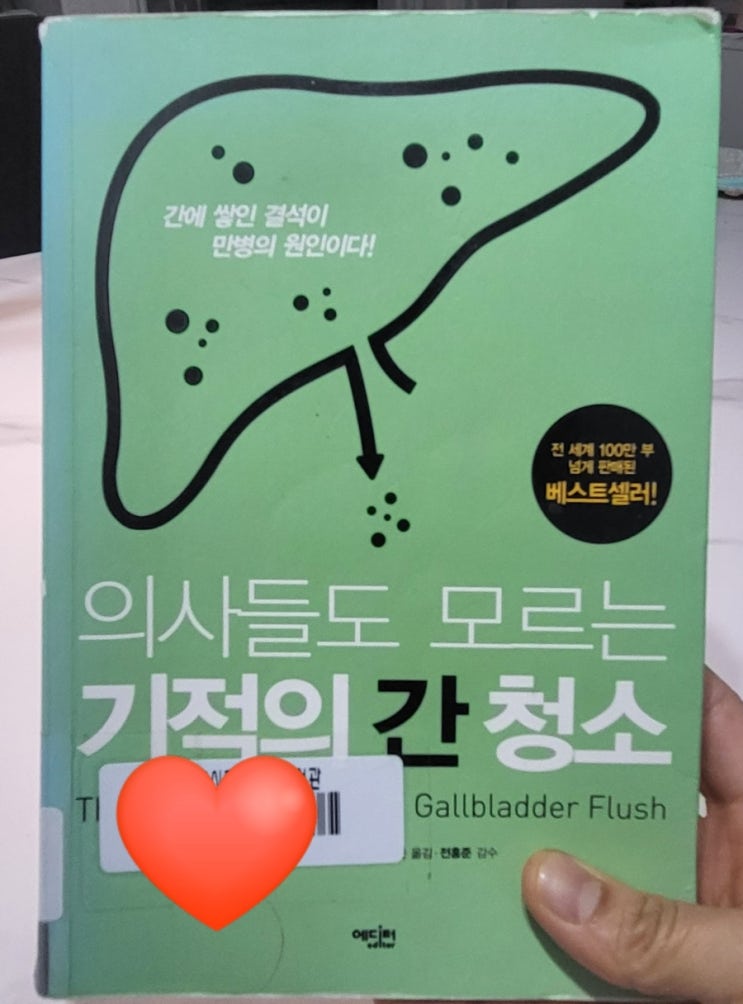 간에 쌓인 결석이
만병의 원인이다!
전 세계 100만 부
넘게 판매된
베스트셀러!
의사들도 모르는
기적의 간 청소
Gallbladder Flush
옮김· 전홍준 감수
에디터
editor